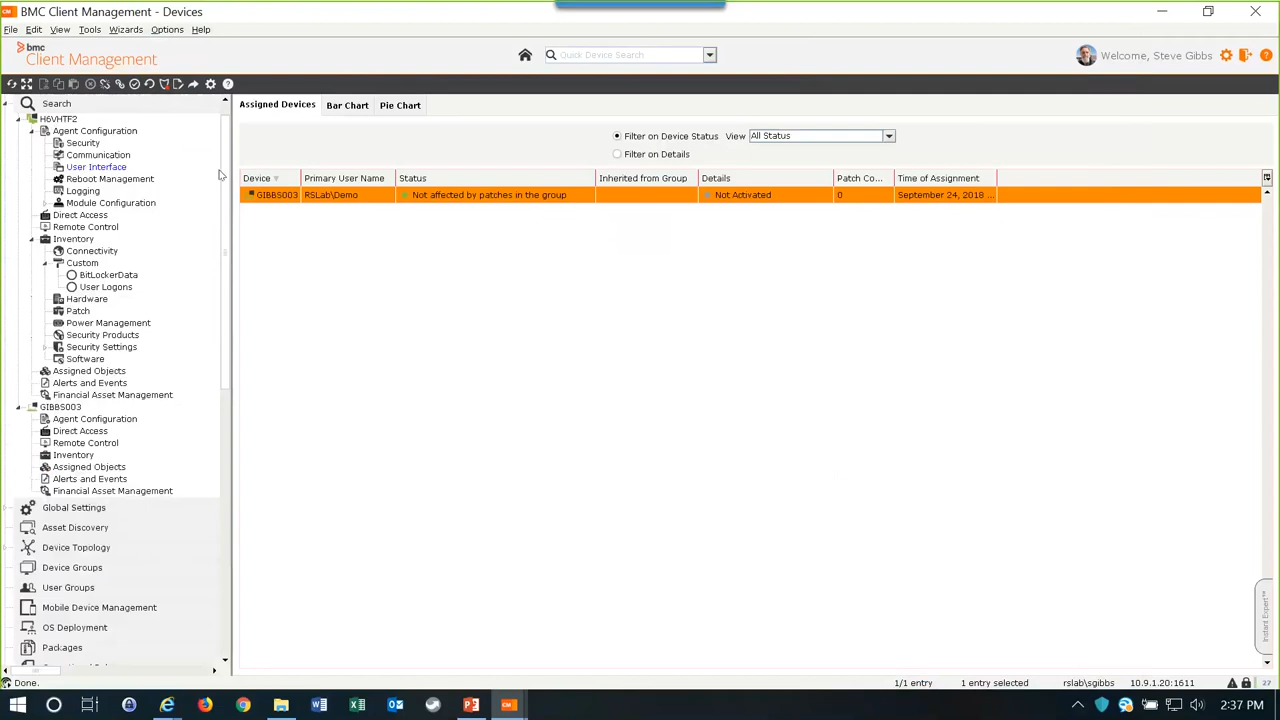 BMC Client Management - Devices
File Edit View Tools Wizards Options Help
bmc
Client Management
Quick Device Search
Welcome, Steve Gibbs
Search
H6VHTF2
Agent Configuration
Security
Communication
User Interface
Reboot Management
Logging
Module Configuration
Direct Access
Remote Control
Inventory
Connectivity
Custom
BitLockerData
User Logons
Hardware
Patch
Power Management
Security Products
Security Settings
Software
Assigned Objects
Alerts and Events
Financial Asset Management
GIBBS003
Agent Configuration
Direct Access
Remote Control
Inventory
Assigned Objects
Alerts and Events
Financial Asset Management
Global Settings
Asset Discovery
Device Topology
Device Groups
User Groups
Mobile Device Management
OS Deployment
Packages
Assigned Devices Bar Chart Pie Chart
Filter on Device Status View All Status
Filter on Details
Device Primary User Name Status Inherited from Group Details Patch Co... Time of Assignment
GIBBS003 RSLab\Demo Not affected by patches in the group Not Activated 0 September 24, 2018 ...
Instant Expert™
Done. 1/1 entry 1 entry selected rslab\sgibbs 10.9.1.20:1611 27
2:37 PM